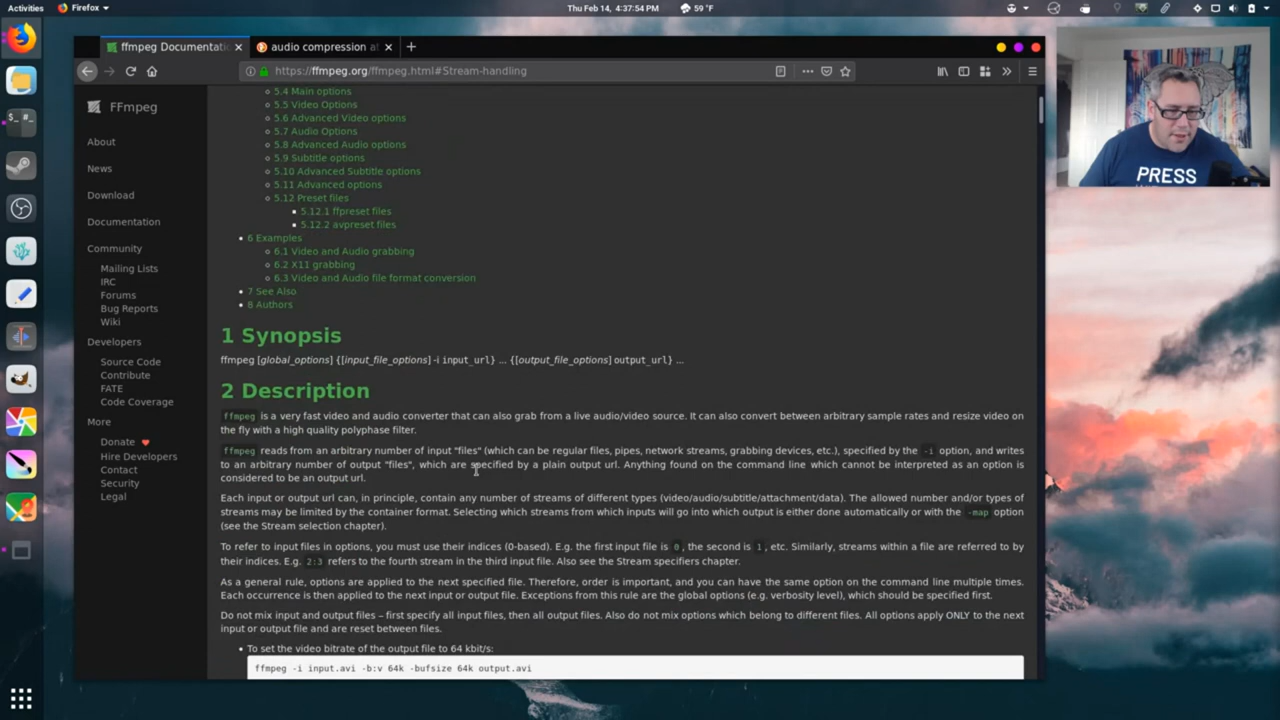 Activities
Firefox
Thu Feb 14, 4:37:54 PM
59 °F
ffmpeg Documentati
audio compression at
https://ffmpeg.org/ffmpeg.html#Stream-handling
FFmpeg
About
News
Download
Documentation
Community
Mailing Lists
IRC
Forums
Bug Reports
Wiki
Developers
Source Code
Contribute
FATE
Code Coverage
More
Donate
Hire Developers
Contact
Security
Legal
5.4 Main options
5.5 Video Options
5.6 Advanced Video options
5.7 Audio Options
5.8 Advanced Audio options
5.9 Subtitle options
5.10 Advanced Subtitle options
5.11 Advanced options
5.12 Preset files
5.12.1 ffpreset files
5.12.2 avpreset files
6 Examples
6.1 Video and Audio grabbing
6.2 X11 grabbing
6.3 Video and Audio file format conversion
7 See Also
8 Authors
1 Synopsis
ffmpeg [global_options] {[input_file_options] -i input_url} ... {[output_file_options] output_url} ...
2 Description
ffmpeg is a very fast video and audio converter that can also grab from a live audio/video source. It can also convert between arbitrary sample rates and resize video on
the fly with a high quality polyphase filter.
ffmpeg reads from an arbitrary number of input "files" (which can be regular files, pipes, network streams, grabbing devices, etc.), specified by the -i option, and writes
to an arbitrary number of output "files", which are specified by a plain output url. Anything found on the command line which cannot be interpreted as an option is
considered to be an output url.
Each input or output url can, in principle, contain any number of streams of different types (video/audio/subtitle/attachment/data). The allowed number and/or types of
streams may be limited by the container format. Selecting which streams from which inputs will go into which output is either done automatically or with the -map option
(see the Stream selection chapter).
To refer to input files in options, you must use their indices (0-based). E.g. the first input file is 0, the second is 1, etc. Similarly, streams within a file are referred to by
their indices. E.g. 2:3 refers to the fourth stream in the third input file. Also see the Stream specifiers chapter.
As a general rule, options are applied to the next specified file. Therefore, order is important, and you can have the same option on the command line multiple times.
Each occurrence is then applied to the next input or output file. Exceptions from this rule are the global options (e.g. verbosity level), which should be specified first.
Do not mix input and output files – first specify all input files, then all output files. Also do not mix options which belong to different files. All options apply ONLY to the next
input or output file and are reset between files.
To set the video bitrate of the output file to 64 kbit/s:
ffmpeg -i input.avi -b:v 64k -bufsize 64k output.avi
PRESS